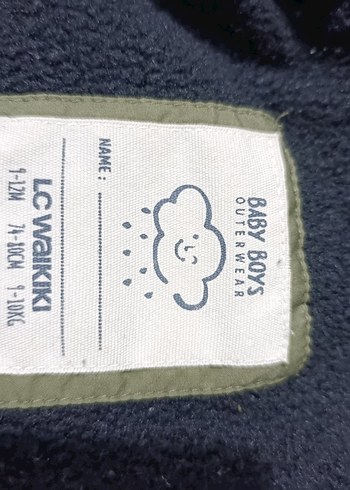 BABY BOYS
OUTERWEAR
NAME:
LC WAIKIKI
9-12M 74-80CM 9-10KG